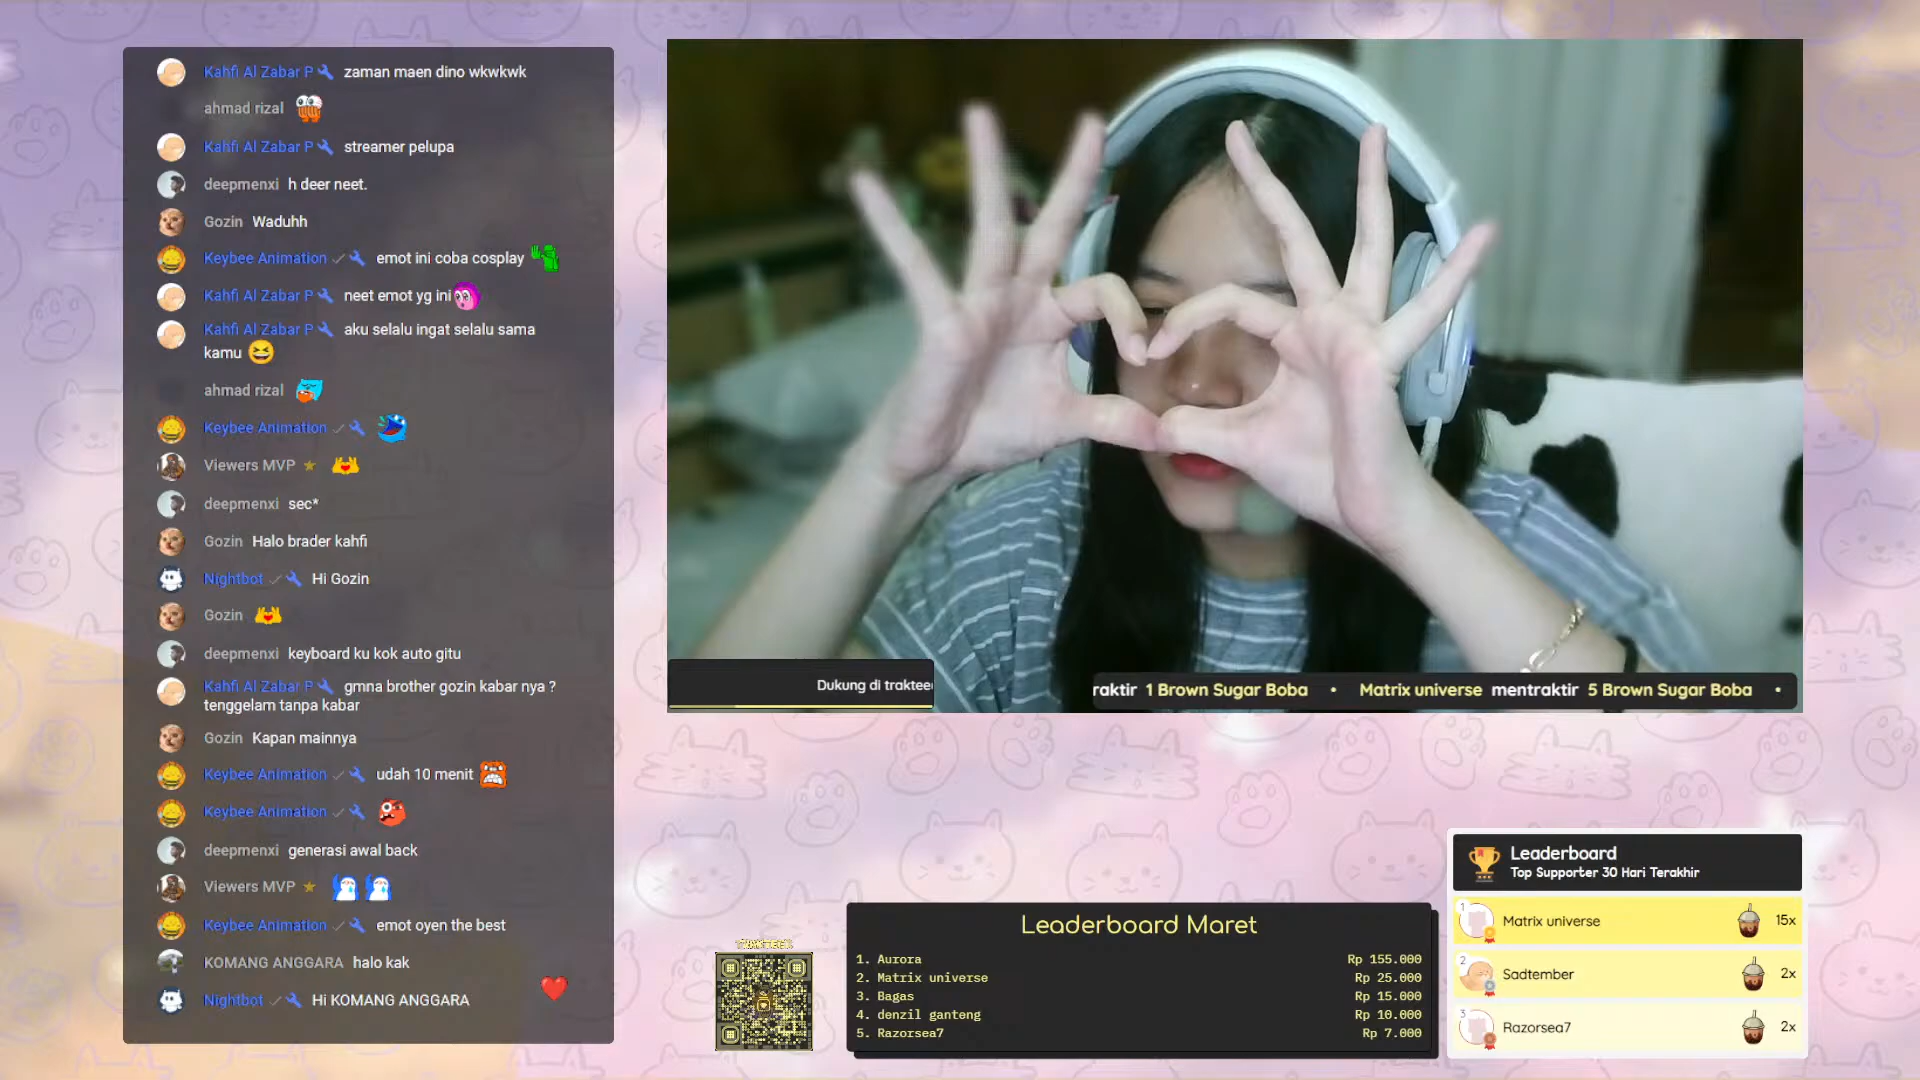 Kahfi Al Zabar P zaman maen dino wkwkwk
ahmad rizal
Kahfi Al Zabar P streamer pelupa
deepmenxi h deer neet.
Gozin Waduhh
Keybee Animation emot ini coba cosplay
Kahfi Al Zabar P neet emot yg ini
Kahfi Al Zabar P aku selalu ingat selalu sama
kamu
ahmad rizal
Keybee Animation
Viewers MVP
deepmenxi sec*
Gozin Halo brader kahfi
Nightbot Hi Gozin
Gozin
deepmenxi keyboard ku kok auto gitu
Kahfi Al Zabar P gmna brother gozin kabar nya ?
tenggelam tanpa kabar
Gozin Kapan mainnya
Keybee Animation udah 10 menit
Keybee Animation
deepmenxi generasi awal back
Viewers MVP
Keybee Animation emot oyen the best
KOMANG ANGGARA halo kak
Nightbot Hi KOMANG ANGGARA
Dukung di traktee
raktir 1 Brown Sugar Boba • Matrix universe mentraktir 5 Brown Sugar Boba •
Leaderboard Maret
1. Aurora Rp 155.000
2. Matrix universe Rp 25.000
3. Bagas Rp 15.000
4. denzil ganteng Rp 10.000
5. Razorsea7 Rp 7.000
Leaderboard
Top Supporter 30 Hari Terakhir
1 Matrix universe 15x
2 Sadtember 2x
3 Razorsea7 2x